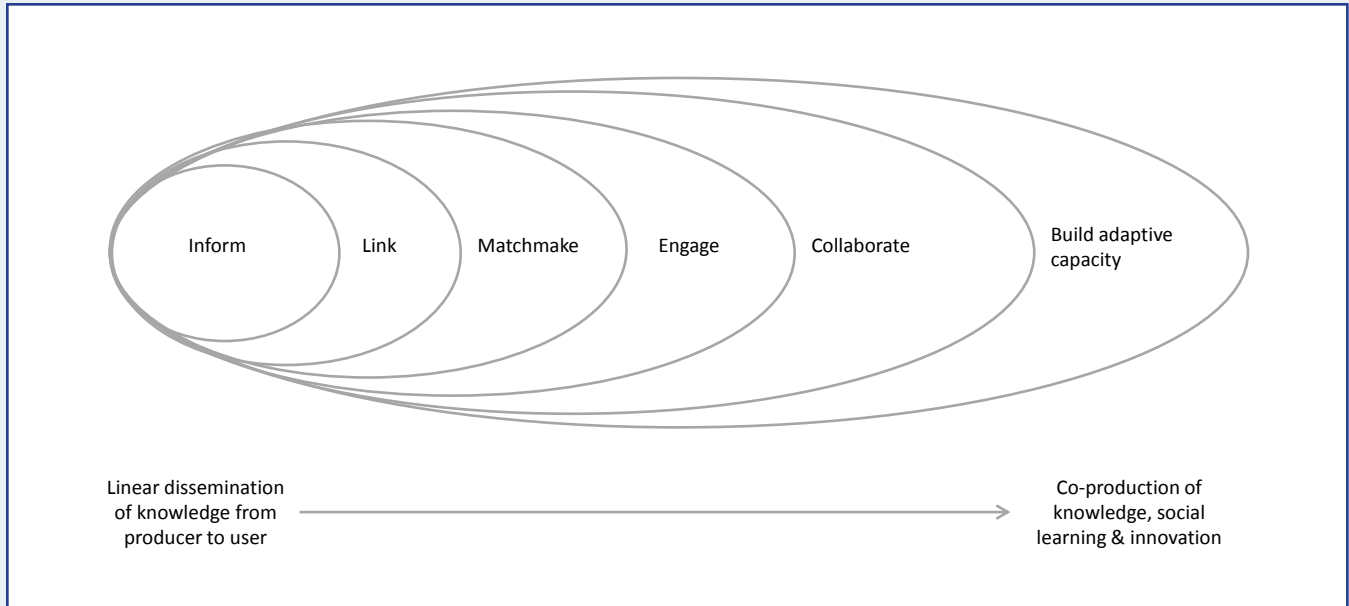 Inform
Link
Matchmake
Engage
Collaborate
Build adaptive
capacity
Linear dissemination
of knowledge from
producer to user
Co-production of
knowledge, social
learning & innovation